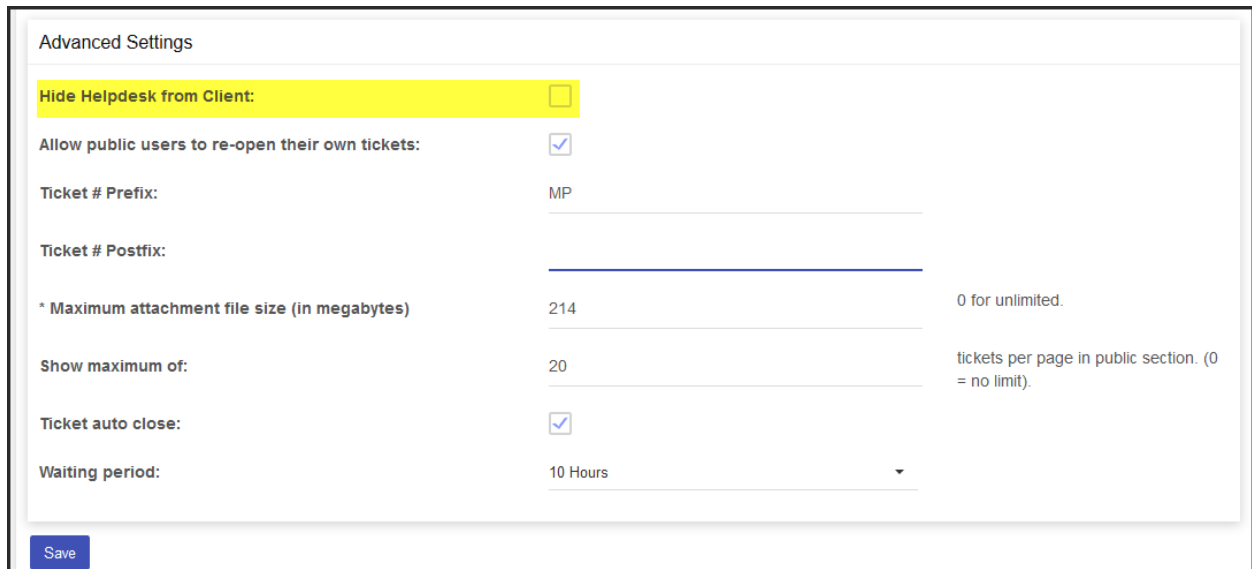 Advanced Settings
Hide Helpdesk from Client:
Allow public users to re-open their own tickets:
Ticket # Prefix: MP
Ticket # Postfix:
* Maximum attachment file size (in megabytes) 214 0 for unlimited.
Show maximum of: 20 tickets per page in public section. (0
= no limit).
Ticket auto close:
Waiting period: 10 Hours
Save